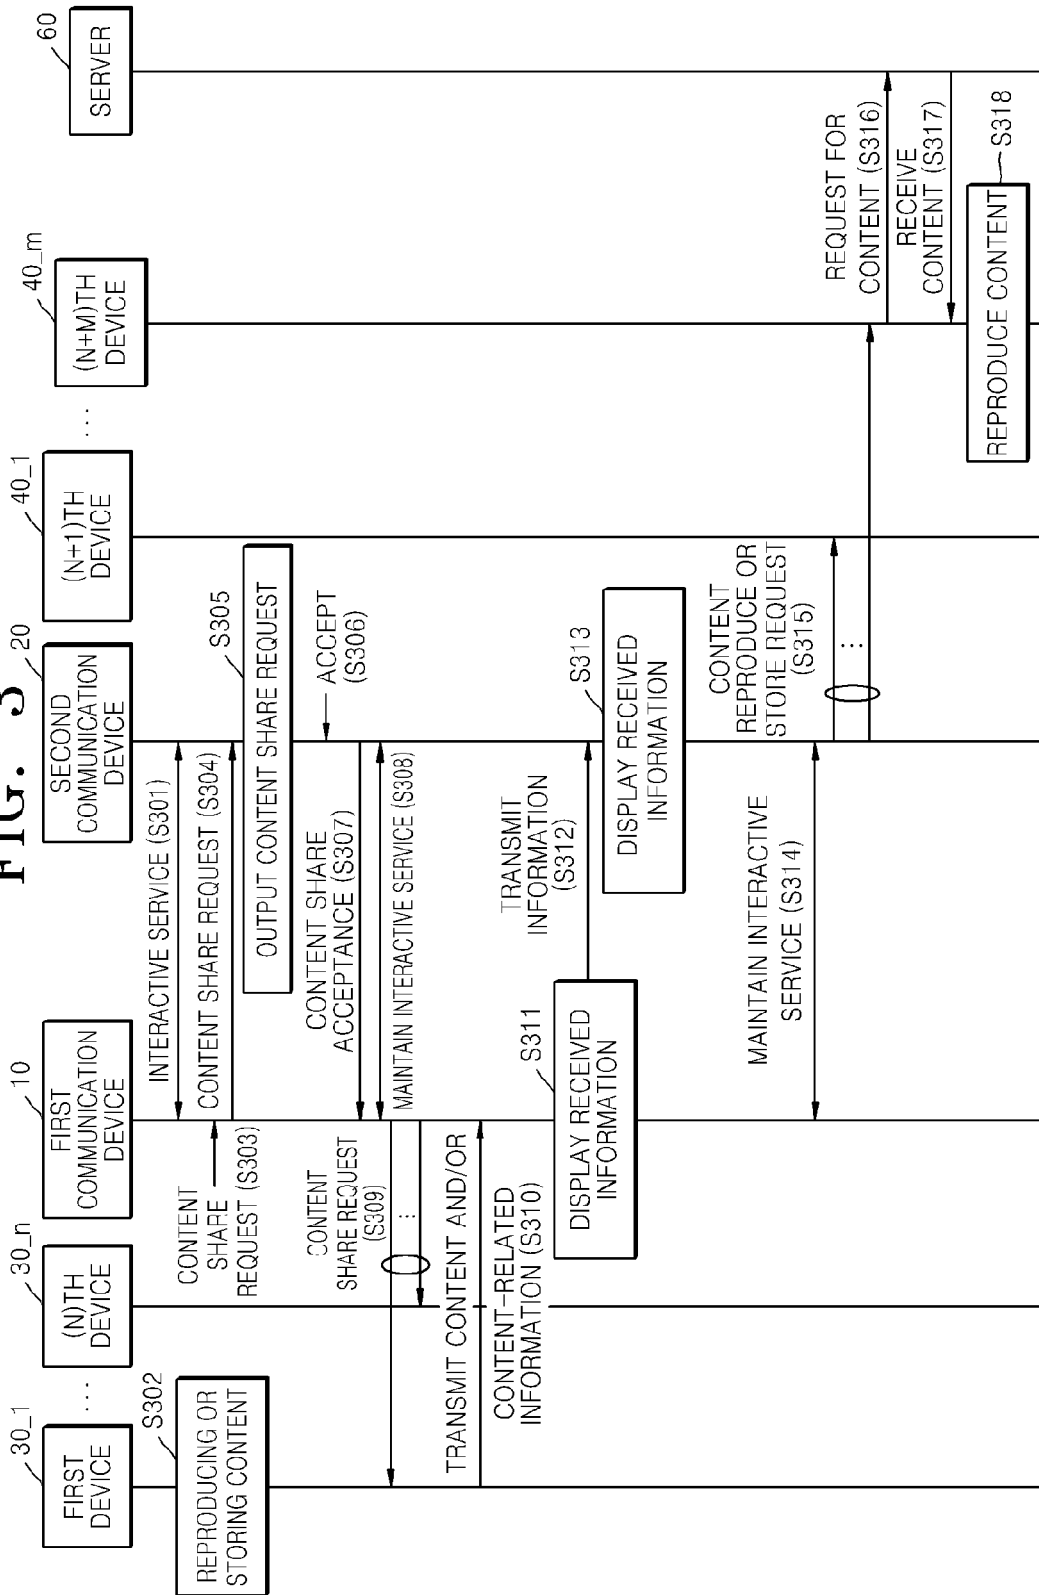 FIG. 3
30_1
FIRST
DEVICE
...
30_n
(N)TH
DEVICE
10
FIRST
COMMUNICATION
DEVICE
20
SECOND
COMMUNICATION
DEVICE
40_1
(N+1)TH
DEVICE
...
40_m
(N+M)TH
DEVICE
60
SERVER
INTERACTIVE SERVICE (S301)
S302
REPRODUCING OR
STORING CONTENT
CONTENT
SHARE
REQUEST (S303)
CONTENT SHARE REQUEST (S304)
S305
OUTPUT CONTENT SHARE REQUEST
ACCEPT
(S306)
CONTENT SHARE
ACCEPTANCE (S307)
MAINTAIN INTERACTIVE SERVICE (S308)
CONTENT
SHARE REQUEST
(S309)
...
TRANSMIT CONTENT AND/OR
CONTENT-RELATED
INFORMATION (S310)
S311
DISPLAY RECEIVED
INFORMATION
TRANSMIT
INFORMATION
(S312)
S313
DISPLAY RECEIVED
INFORMATION
MAINTAIN INTERACTIVE
SERVICE (S314)
CONTENT
REPRODUCE OR
STORE REQUEST
(S315)
...
REQUEST FOR
CONTENT (S316)
RECEIVE
CONTENT (S317)
S318
REPRODUCE CONTENT